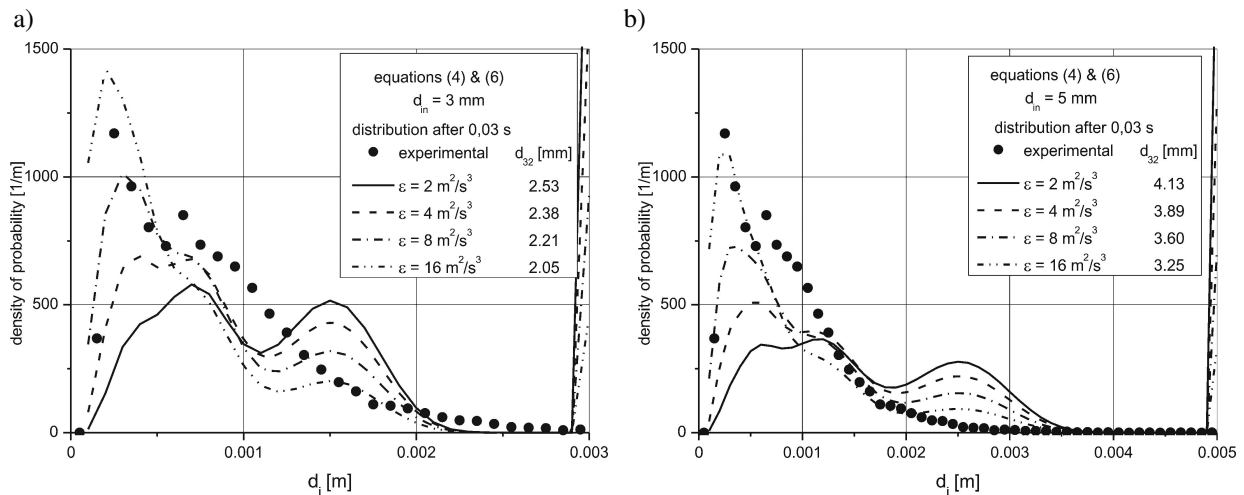 a)
1500
1000
500
0
density of probability [1/m]
0
0.001
0.002
0.003
d_i [m]
equations (4) & (6)
d_in = 3 mm
distribution after 0,03 s
experimental d_32 [mm]
ε = 2 m²/s³ 2.53
ε = 4 m²/s³ 2.38
ε = 8 m²/s³ 2.21
ε = 16 m²/s³ 2.05
b)
1500
1000
500
0
density of probability [1/m]
0
0.001
0.002
0.003
0.004
0.005
d_i [m]
equations (4) & (6)
d_in = 5 mm
distribution after 0,03 s
experimental d_32 [mm]
ε = 2 m²/s³ 4.13
ε = 4 m²/s³ 3.89
ε = 8 m²/s³ 3.60
ε = 16 m²/s³ 3.25